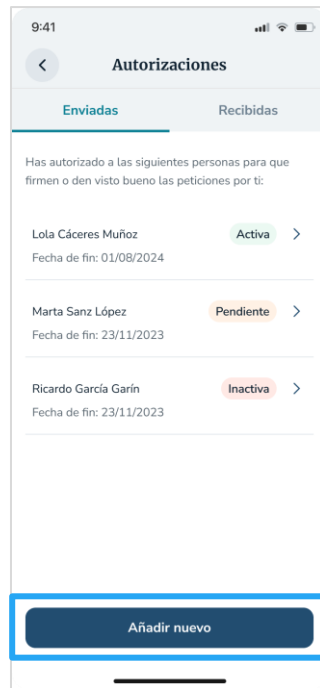 9:41
Autorizaciones
Enviadas
Recibidas
Has autorizado a las siguientes personas para que
firmen o den visto bueno las peticiones por ti:
Lola Cáceres Muñoz
Activa
Fecha de fin: 01/08/2024
Marta Sanz López
Pendiente
Fecha de fin: 23/11/2023
Ricardo García Garín
Inactiva
Fecha de fin: 23/11/2023
Añadir nuevo